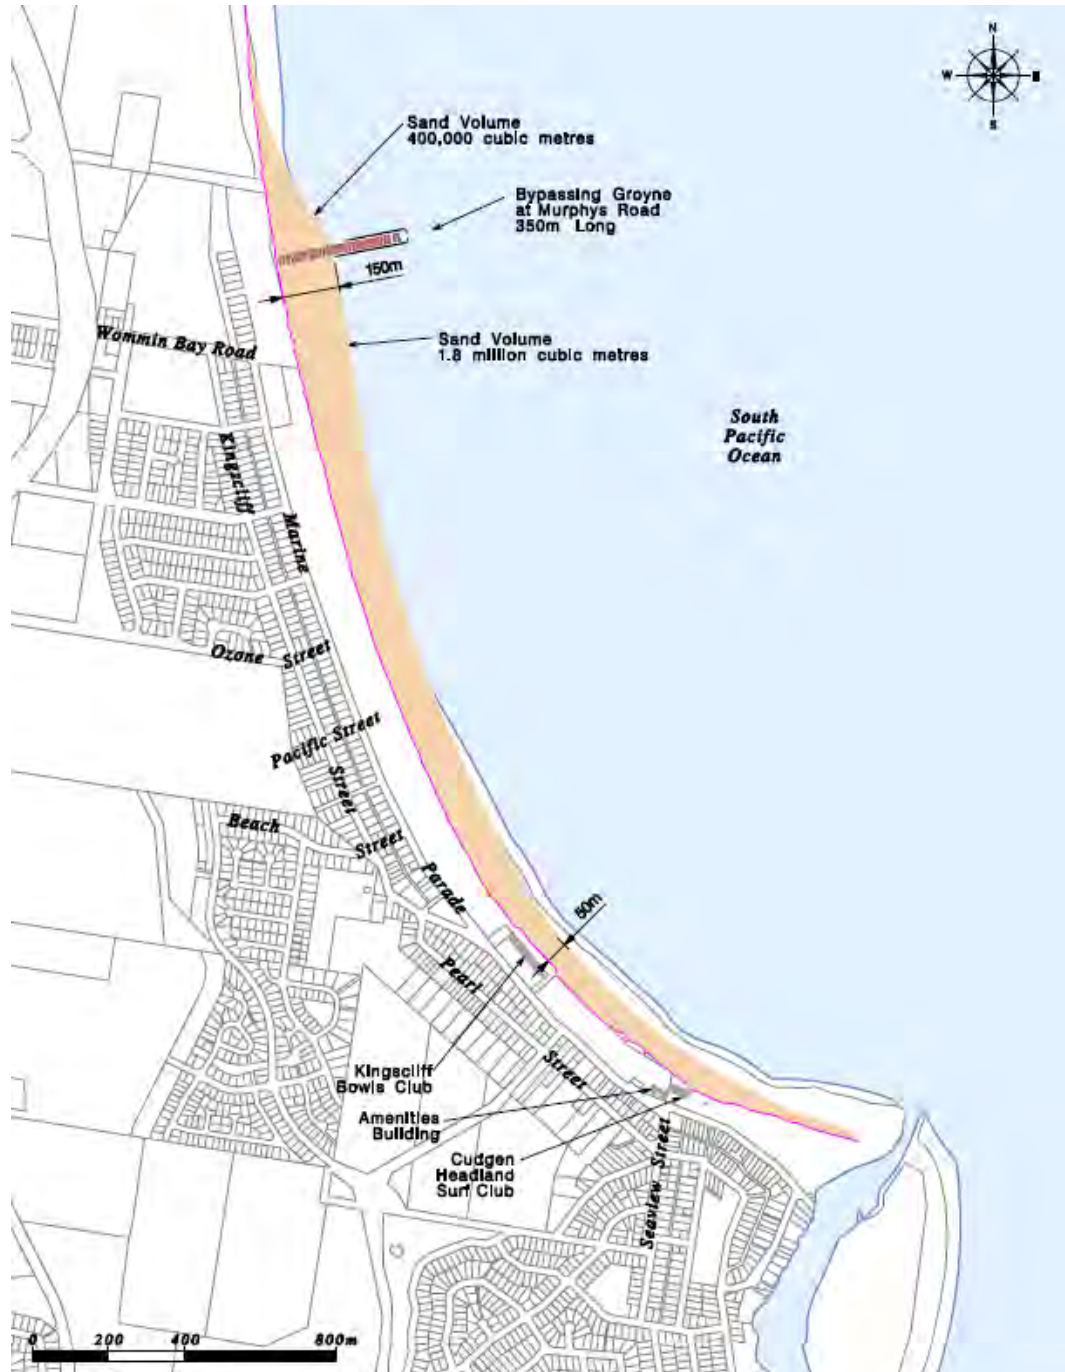 N
W
S
Sand Volume
400,000 cubic metres
Bypassing Groyne
at Murphys Road
350m Long
150m
Wommin Bay Road
Sand Volume
1.8 million cubic metres
South
Pacific
Ocean
Kingscliff
Marine
Ozone Street
Pacific Street
Street
Beach
Street
Parade
50m
Pearl
Street
Kingscliff
Bowls Club
Amenities
Building
Cudgen
Headland
Surf Club
Seaview Street
0 200 400 800m